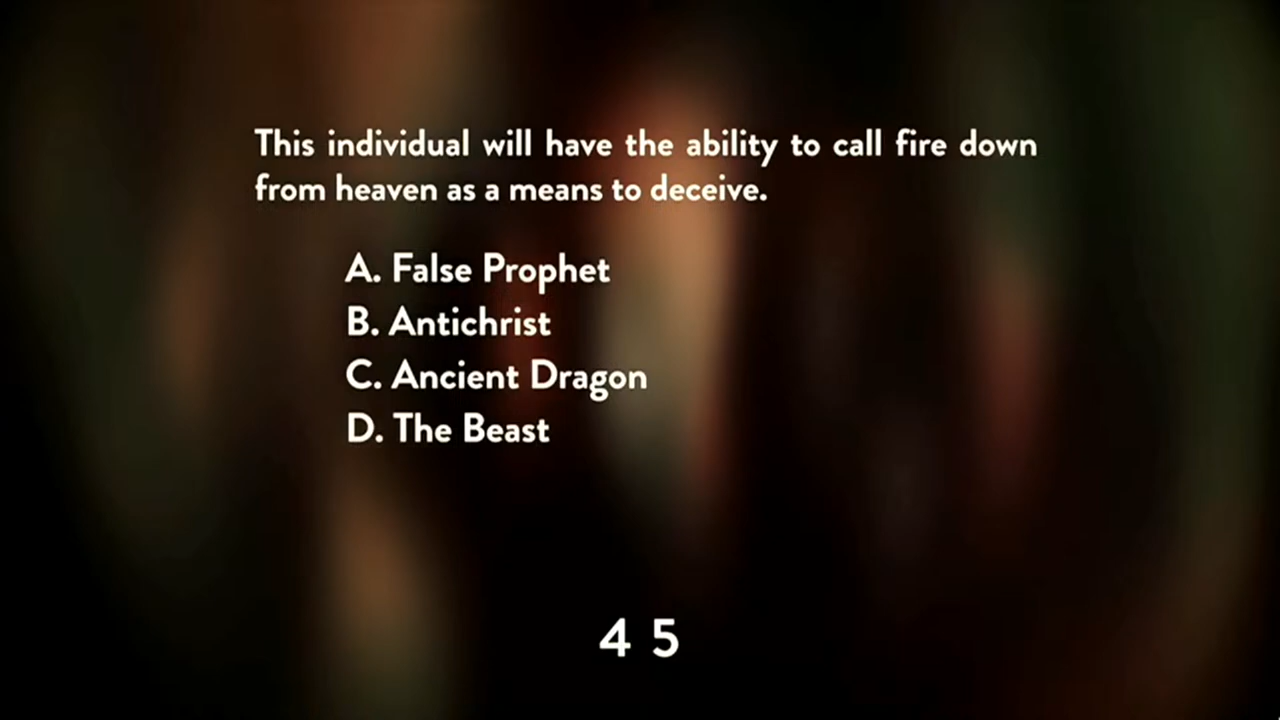 This individual will have the ability to call fire down
from heaven as a means to deceive.
A. False Prophet
B. Antichrist
C. Ancient Dragon
D. The Beast
4 5